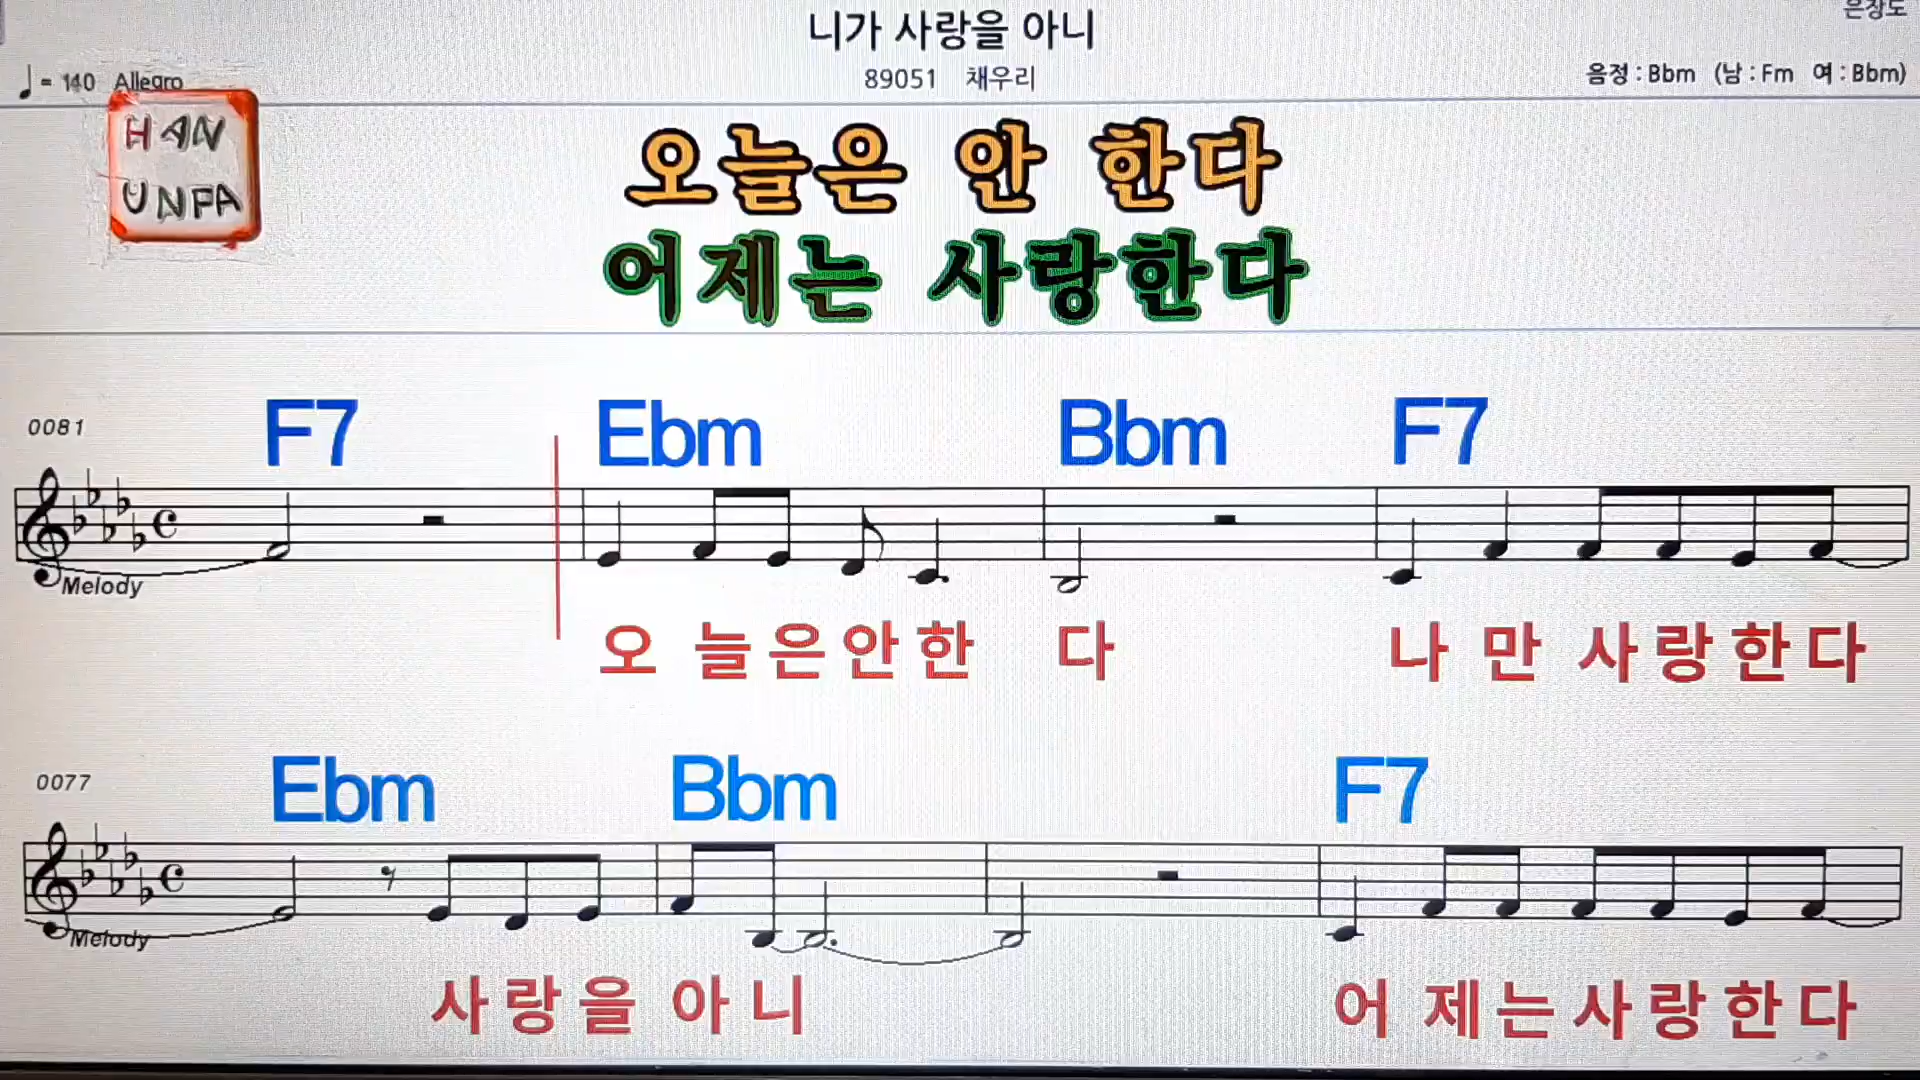 니가 사랑을 아니
은장도
♩= 140 Allegro
89051 채우리
음정 : Bbm (남 : Fm 여 : Bbm)
HAN
UNFA
오늘은 안 한다
어제는 사랑한다
0081
F7 Ebm Bbm F7
Melody
오 늘은안한 다 나 만 사랑한다
0077
Ebm Bbm F7
Melody
사랑을 아 니 어 제는사랑한다